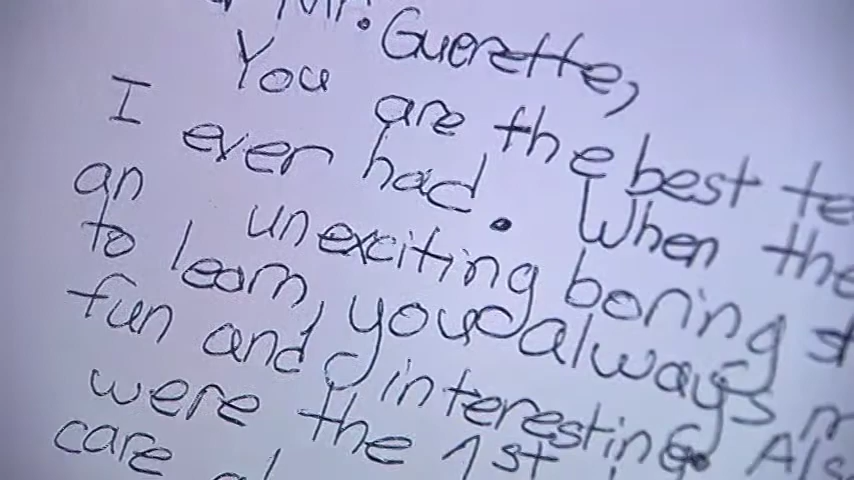 Mr. Guerette,
You are the best te
I ever had. When the
an unexciting boring s
to learn, you always m
fun and interesting. Als
were the 1st
care